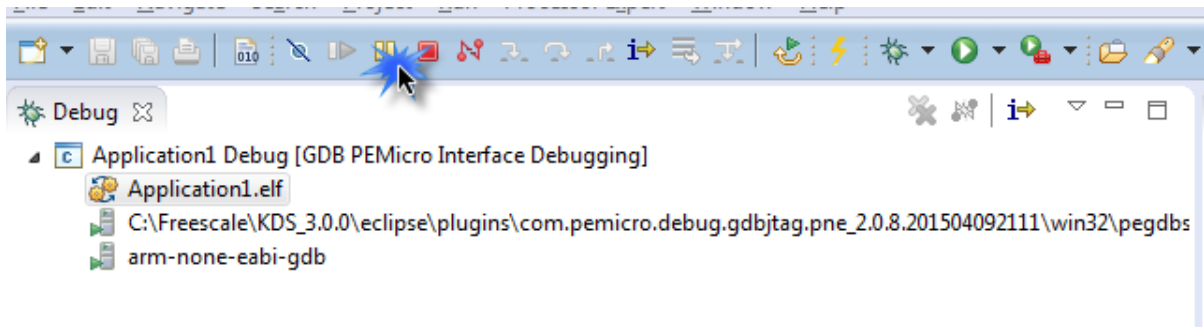 Debug
Application1 Debug [GDB PEMicro Interface Debugging]
Application1.elf
C:\Freescale\KDS_3.0.0\eclipse\plugins\com.pemicro.debug.gdbjtag.pne_2.0.8.201504092111\win32\pegdbs
arm-none-eabi-gdb